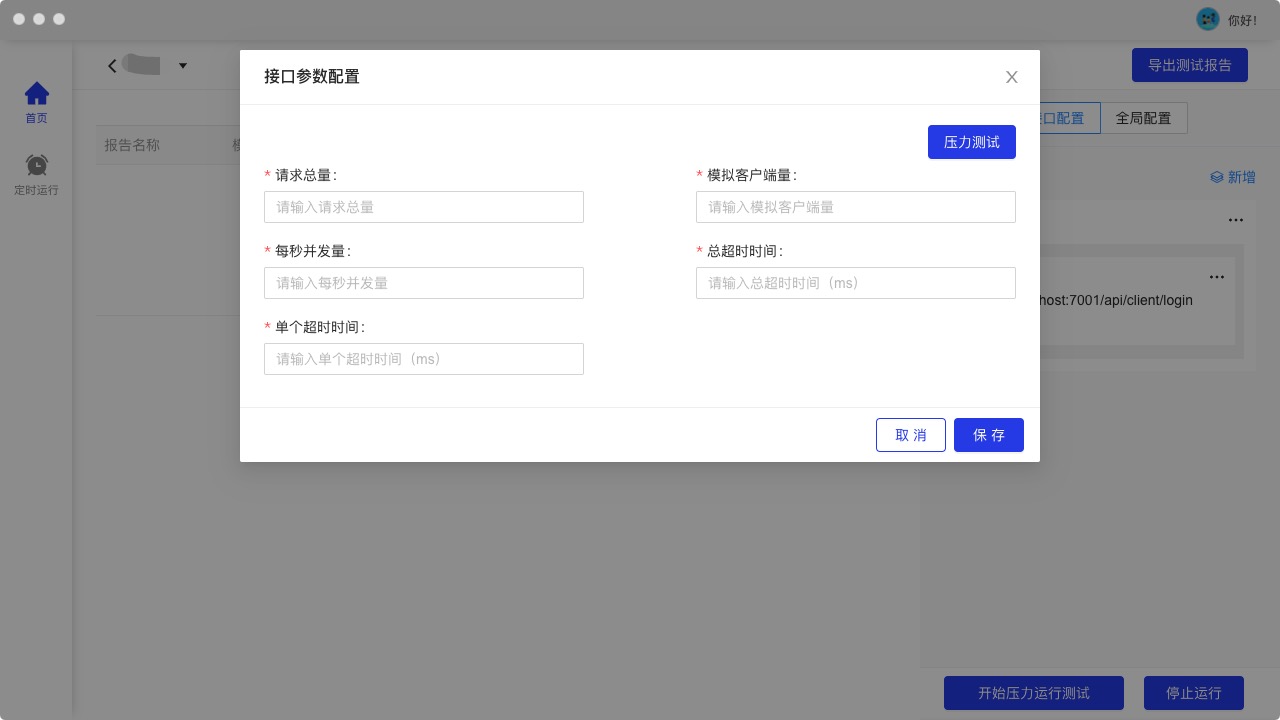 你好!
导出测试报告
首页
定时运行
报告名称
接口参数配置
压力测试
* 请求总量:
请输入请求总量
* 模拟客户端量:
请输入模拟客户端量
* 每秒并发量:
请输入每秒并发量
* 总超时时间:
请输入总超时时间（ms）
* 单个超时时间:
请输入单个超时时间（ms）
取 消
保 存
口配置
全局配置
新增
host:7001/api/client/login
开始压力运行测试
停止运行